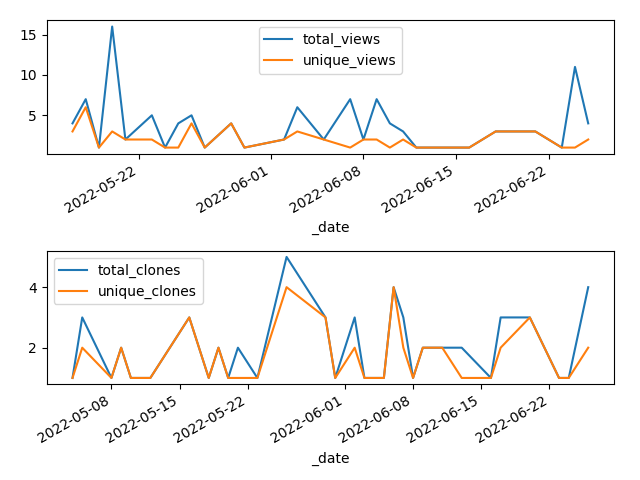 15
10
5
total_views
unique_views
2022-05-22
2022-06-01
2022-06-08
2022-06-15
2022-06-22
_date
4
2
total_clones
unique_clones
2022-05-08
2022-05-15
2022-05-22
2022-06-01
2022-06-08
2022-06-15
2022-06-22
_date